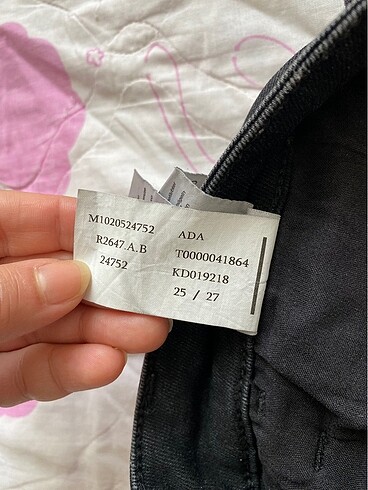 M1020524752
R2647.A.B
24752
ADA
T0000041864
KD019218
25 / 27